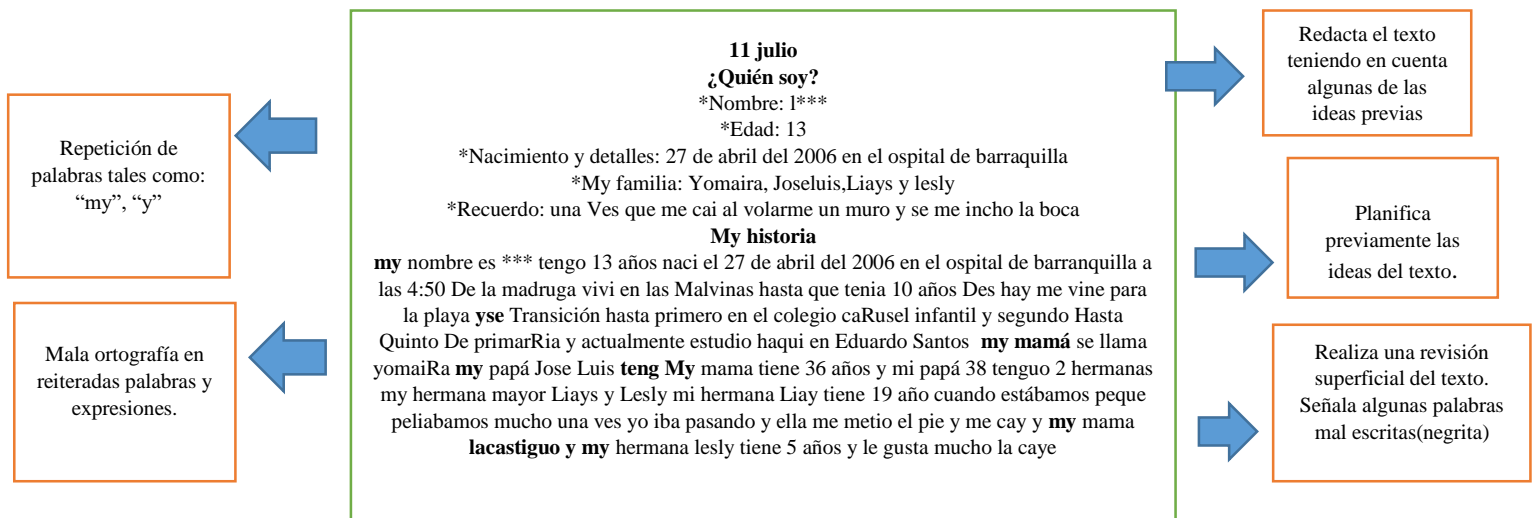 Repetición de
palabras tales como:
“my”, “y”
Mala ortografía en
reiteradas palabras y
expresiones.
11 julio
¿Quién soy?
*Nombre: l***
*Edad: 13
*Nacimiento y detalles: 27 de abril del 2006 en el ospital de barraquilla
*My familia: Yomaira, Joseluis,Liays y lesly
*Recuerdo: una Ves que me cai al volarme un muro y se me incho la boca
My historia
my nombre es *** tengo 13 años naci el 27 de abril del 2006 en el ospital de barranquilla a
las 4:50 De la madruga vivi en las Malvinas hasta que tenia 10 años Des hay me vine para
la playa yse Transición hasta primero en el colegio caRusel infantil y segundo Hasta
Quinto De primarRia y actualmente estudio haqui en Eduardo Santos my mamá se llama
yomaiRa my papá Jose Luis teng My mama tiene 36 años y mi papá 38 tenguo 2 hermanas
my hermana mayor Liays y Lesly mi hermana Liay tiene 19 año cuando estábamos peque
peliabamos mucho una ves yo iba pasando y ella me metio el pie y me cay y my mama
lacastiguo y my hermana lesly tiene 5 años y le gusta mucho la caye
Redacta el texto
teniendo en cuenta
algunas de las
ideas previas
Planifica
previamente las
ideas del texto.
Realiza una revisión
superficial del texto.
Señala algunas palabras
mal escritas(negrita)